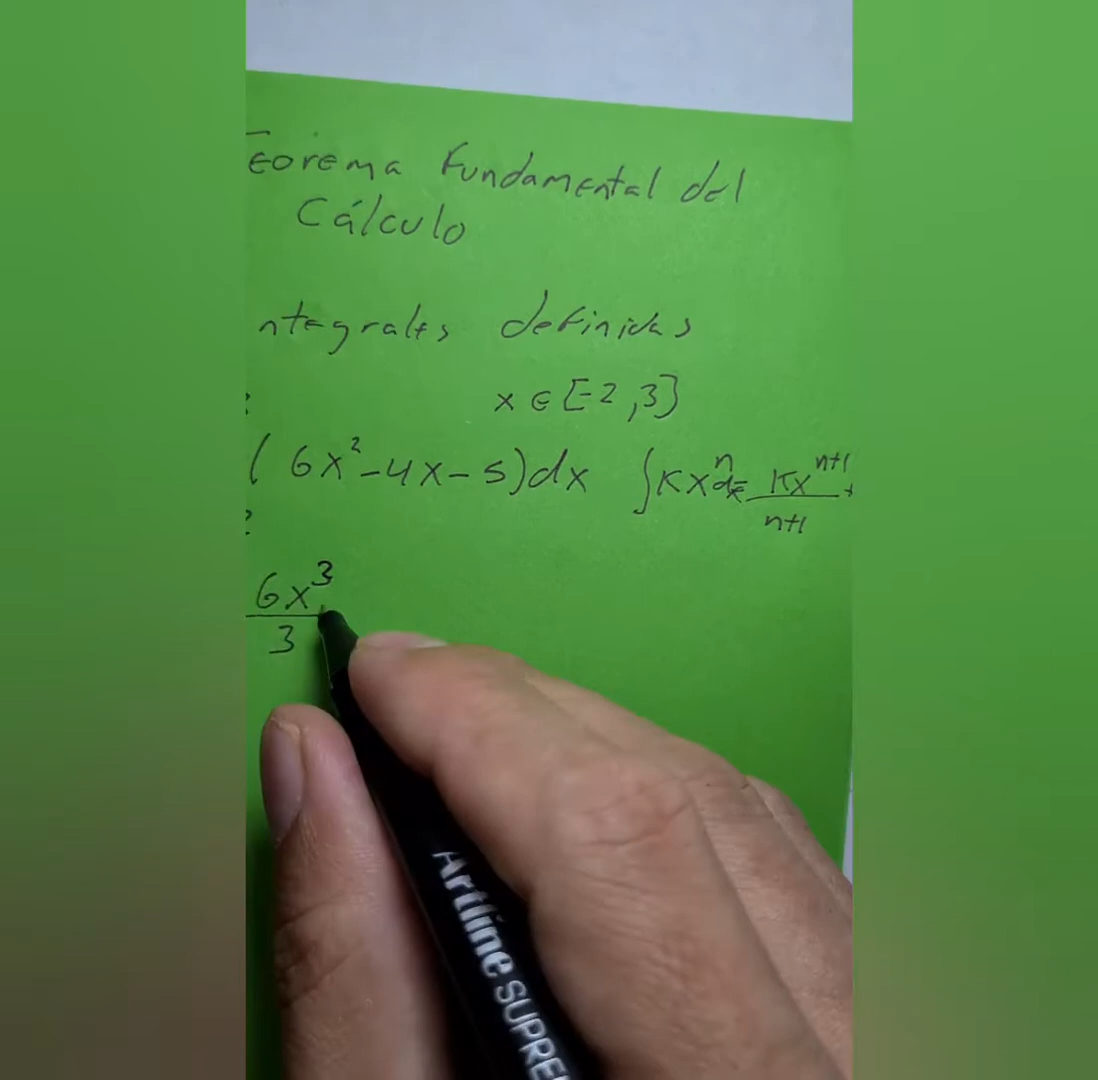 Teorema Fundamental del
Cálculo
ntegrales definidas
x ∈ [-2,3]
(6x²-4x-5)dx ∫Kxⁿdx= Kxⁿ⁺¹/n+1 +
6x³/3
Artline SUPRE